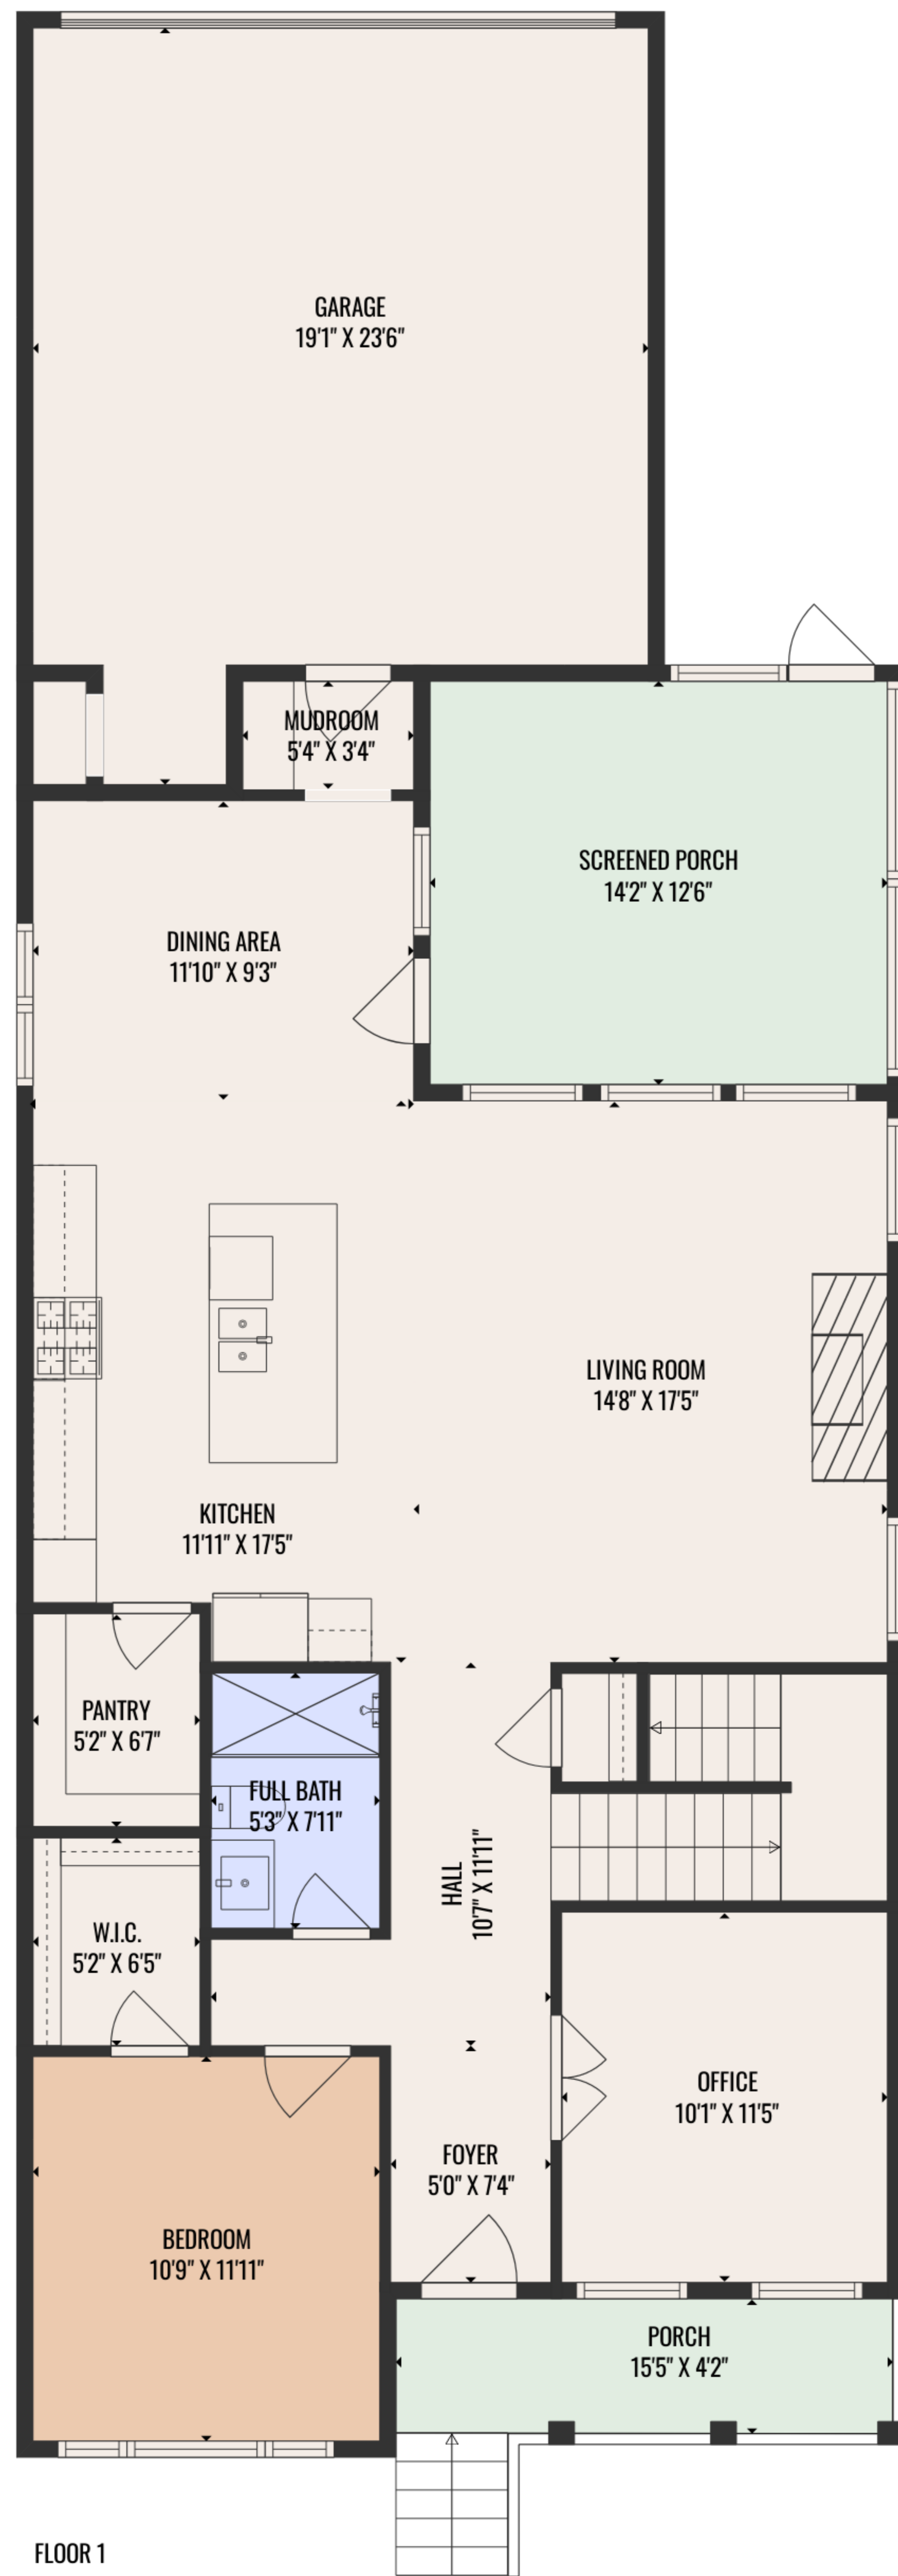 GARAGE
19'1" X 23'6"
MUDROOM
5'4" X 3'4"
SCREENED PORCH
14'2" X 12'6"
DINING AREA
11'10" X 9'3"
LIVING ROOM
14'8" X 17'5"
KITCHEN
11'11" X 17'5"
PANTRY
5'2" X 6'7"
FULL BATH
5'3" X 7'11"
HALL
10'7" X 11'11"
W.I.C.
5'2" X 6'5"
OFFICE
10'1" X 11'5"
FOYER
5'0" X 7'4"
BEDROOM
10'9" X 11'11"
PORCH
15'5" X 4'2"
FLOOR 1